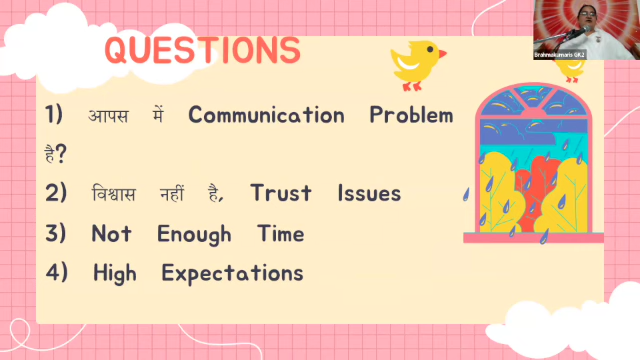 QUESTIONS
1) आपस में Communication Problem
है?
2) विश्वास नहीं है, Trust Issues
3) Not Enough Time
4) High Expectations
Brahmakumaris GK2